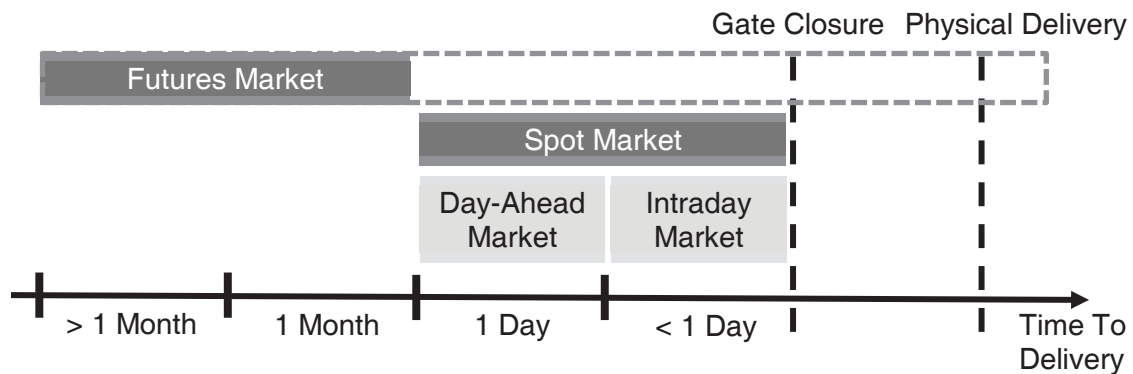 Gate Closure Physical Delivery
Futures Market
Spot Market
Day-Ahead
Market
Intraday
Market
> 1 Month 1 Month 1 Day < 1 Day
Time To
Delivery